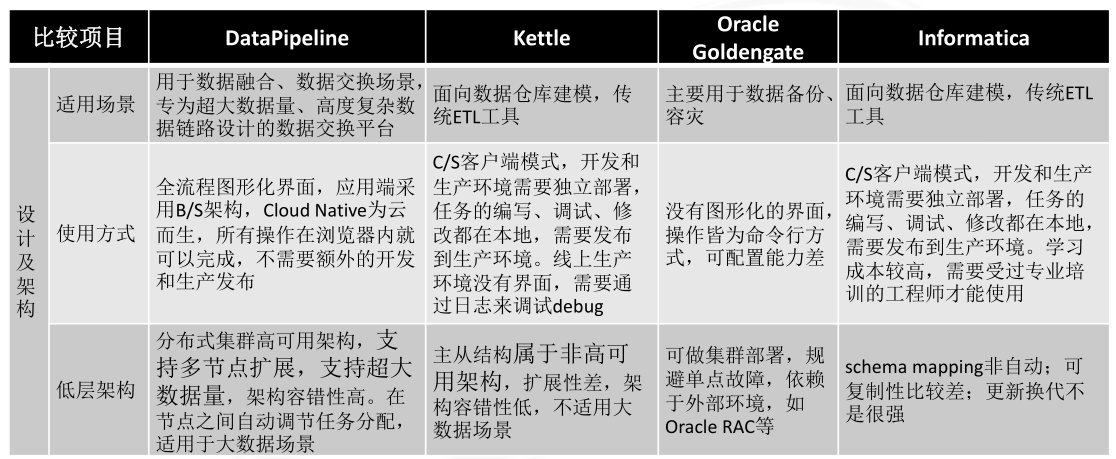 比较项目
DataPipeline
Kettle
Oracle
Goldengate
Informatica
设计及架构
适用场景
用于数据融合、数据交换场景，
专为超大数据量、高度复杂数
据链路设计的数据交换平台
面向数据仓库建模，传
统ETL工具
主要用于数据备份、
容灾
面向数据仓库建模，传统ETL
工具
使用方式
全流程图形化界面，应用端采
用B/S架构，Cloud Native为云
而生，所有操作在浏览器内就
可以完成，不需要额外的开发
和生产发布
C/S客户端模式，开发和
生产环境需要独立部署，
任务的编写、调试、修
改都在本地，需要发布
到生产环境。线上生产
环境没有界面，需要通
过日志来调试debug
没有图形化的界面，
操作皆为命令行方
式，可配置能力差
C/S客户端模式，开发和生产
环境需要独立部署，任务的
编写、调试、修改都在本地，
需要发布到生产环境。学习
成本较高，需要受过专业培
训的工程师才能使用
低层架构
分布式集群高可用架构，支
持多节点扩展，支持超大
数据量，架构容错性高。在
节点之间自动调节任务分配，
适用于大数据场景
主从结构属于非高可
用架构，扩展性差，架
构容错性低，不适用大
数据场景
可做集群部署，规
避单点故障，依赖
于外部环境，如
Oracle RAC等
schema mapping非自动；可
复制性比较差；更新换代不
是很强